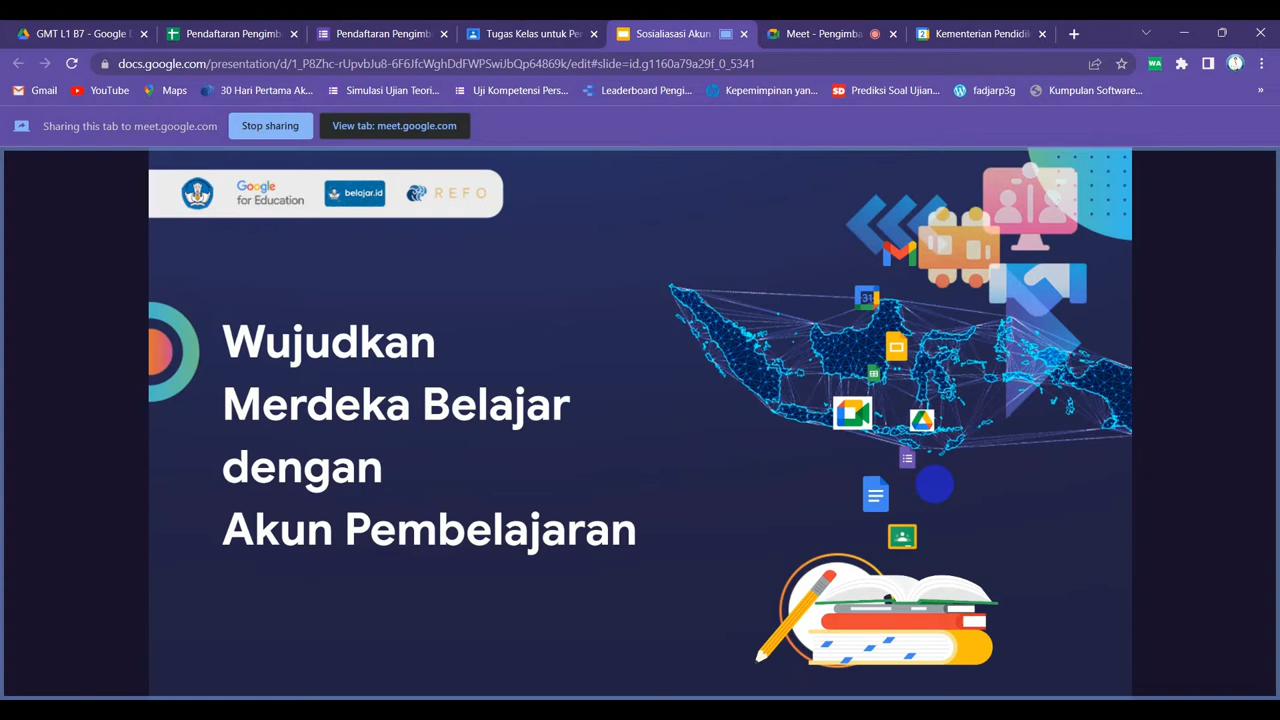 GMT L1 B7 - Google D
Pendaftaran Pengimb
Pendaftaran Pengimb
Tugas Kelas untuk Per
Sosialiasasi Akun
Meet - Pengimba
Kementerian Pendidik
docs.google.com/presentation/d/1_P8Zhc-rUpvbJu8-6F6JfcWghDdFWPSwiJbQp64869k/edit#slide=id.g1160a79a29f_0_5341
WA
Gmail
YouTube
Maps
30 Hari Pertama Ak...
Simulasi Ujian Teori...
Uji Kompetensi Pers...
Leaderboard Pengi...
Kepemimpinan yan...
SD
Prediksi Soal Ujian...
fadjarp3g
Kumpulan Software...
»
Sharing this tab to meet.google.com
Stop sharing
View tab: meet.google.com
Google
for Education
belajar.id
REFO
31
Wujudkan
Merdeka Belajar
dengan
Akun Pembelajaran